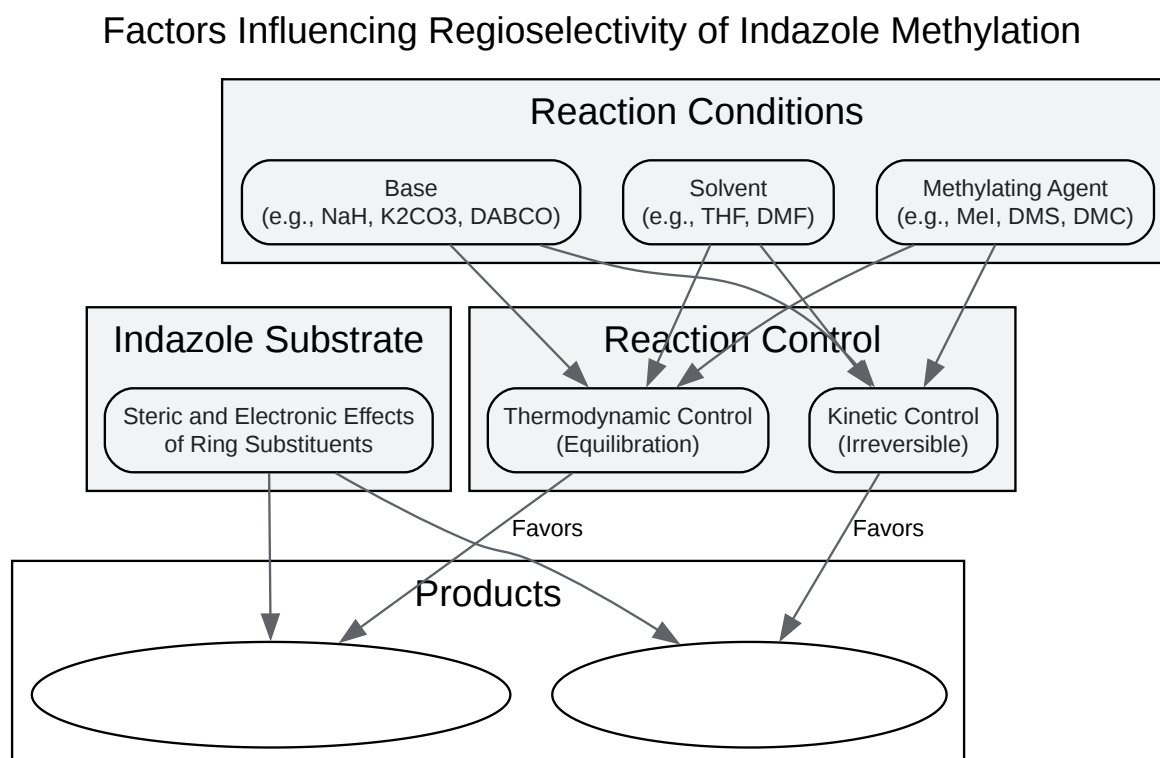 Factors Influencing Regioselectivity of Indazole Methylation
Reaction Conditions
Base
(e.g., NaH, K2CO3, DABCO)
Solvent
(e.g., THF, DMF)
Methylating Agent
(e.g., MeI, DMS, DMC)
Indazole Substrate
Steric and Electronic Effects
of Ring Substituents
Reaction Control
Thermodynamic Control
(Equilibration)
Kinetic Control
(Irreversible)
Favors
Favors
Products